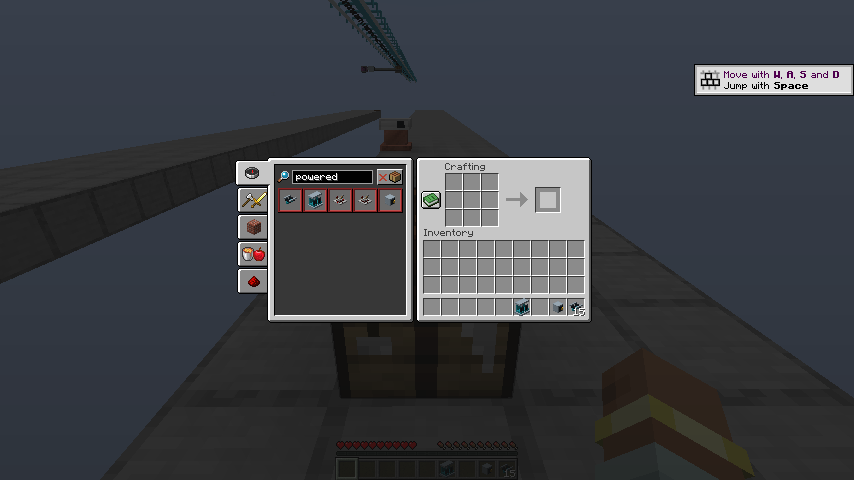 Move with W, A, S and D
Jump with Space
powered
Crafting
Inventory
15
15